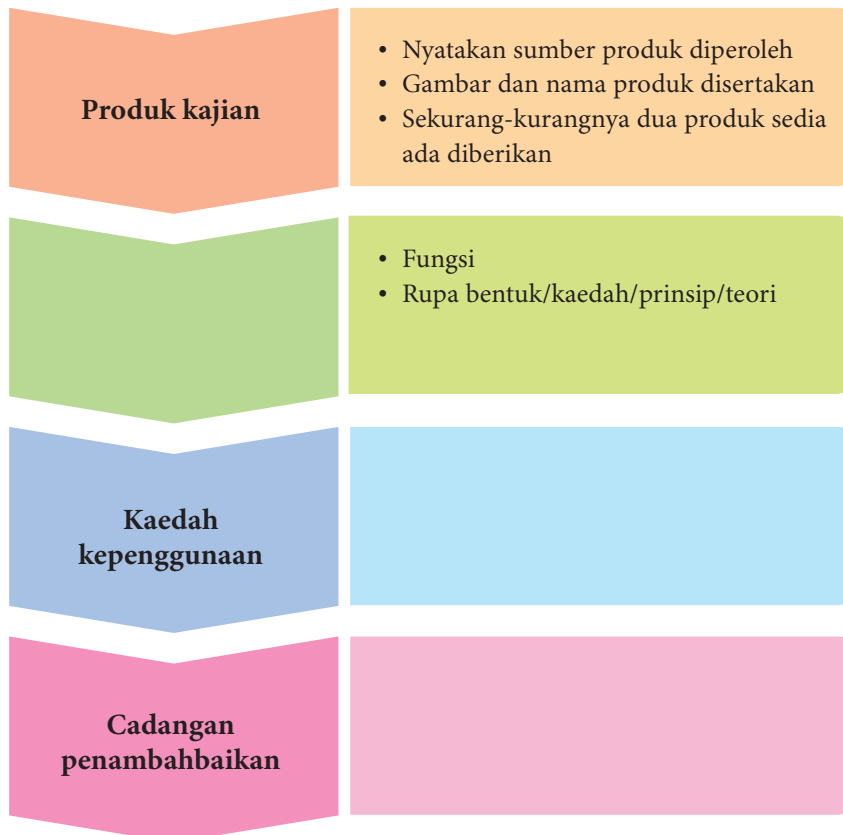 Produk kajian
• Nyatakan sumber produk diperoleh
• Gambar dan nama produk disertakan
• Sekurang-kurangnya dua produk sedia
ada diberikan
• Fungsi
• Rupa bentuk/kaedah/prinsip/teori
Kaedah
kepenggunaan
Cadangan
penambahbaikan